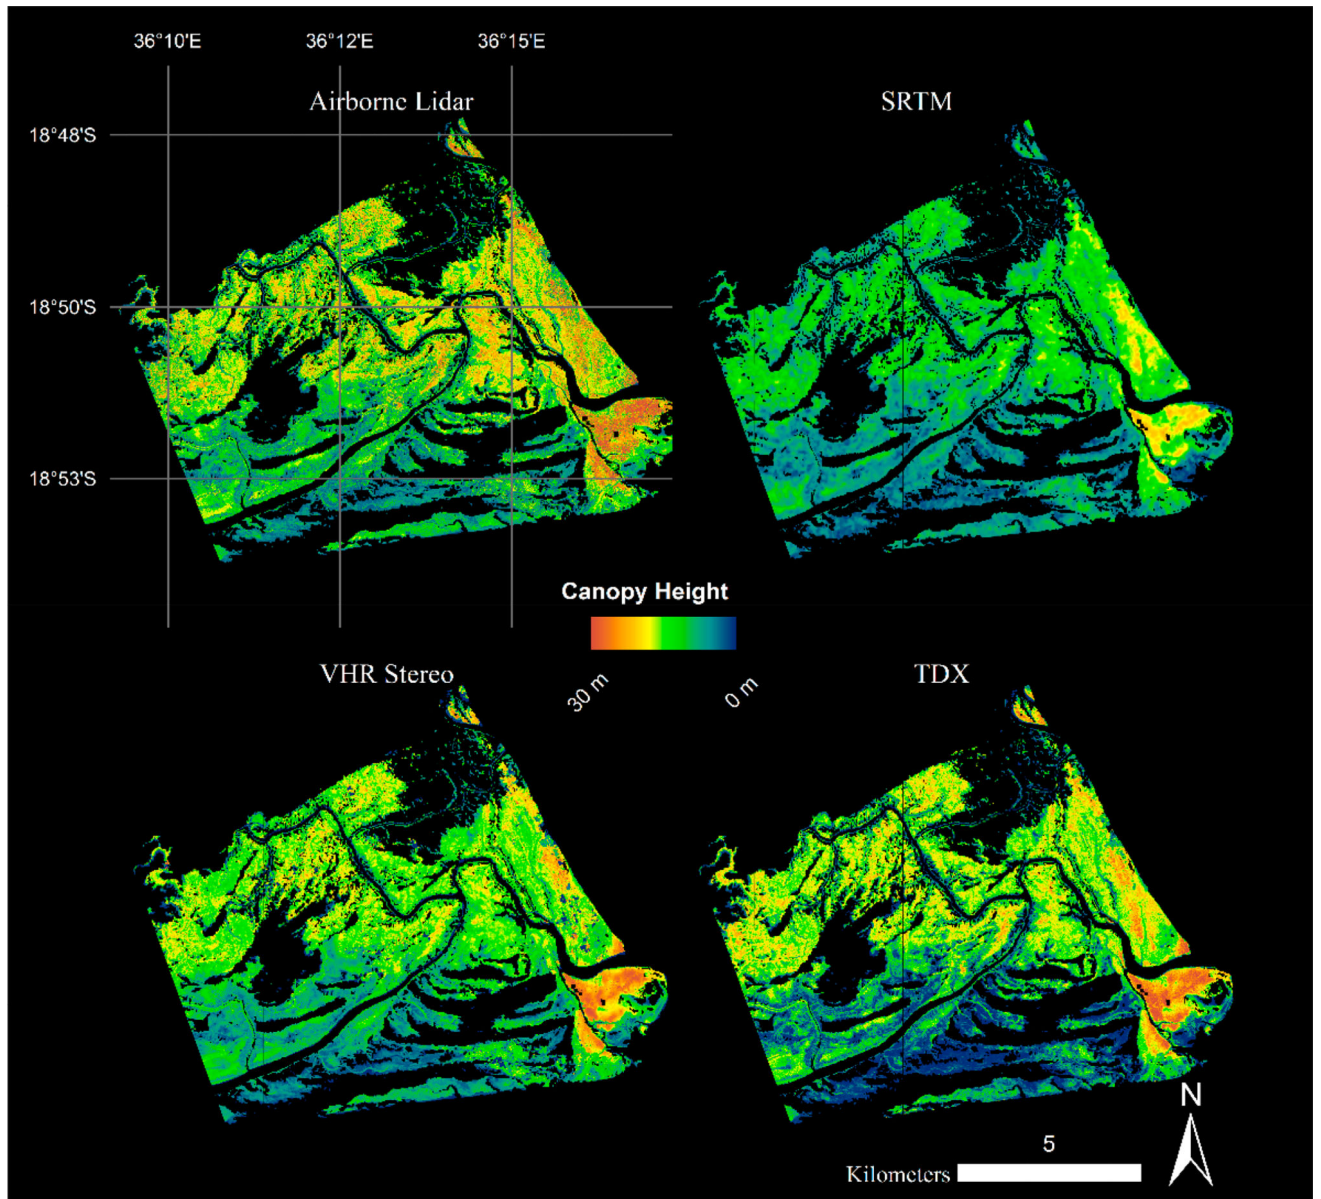 36°10'E 36°12'E 36°15'E
Airborne Lidar SRTM
18°48'S
18°50'S
18°53'S
Canopy Height
30 m 0 m
VHR Stereo TDX
N
5
Kilometers